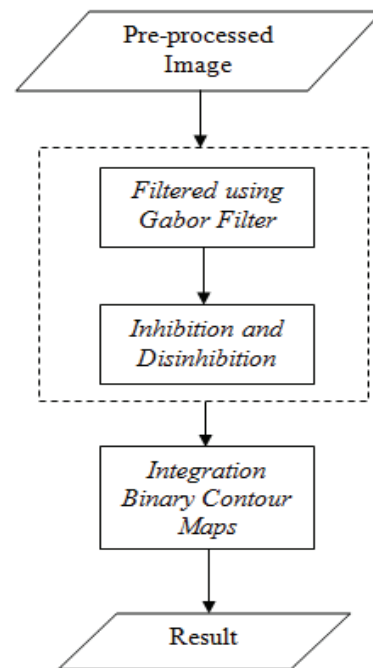 Pre-processed
Image
Filtered using
Gabor Filter
Inhibition and
Disinhibition
Integration
Binary Contour
Maps
Result